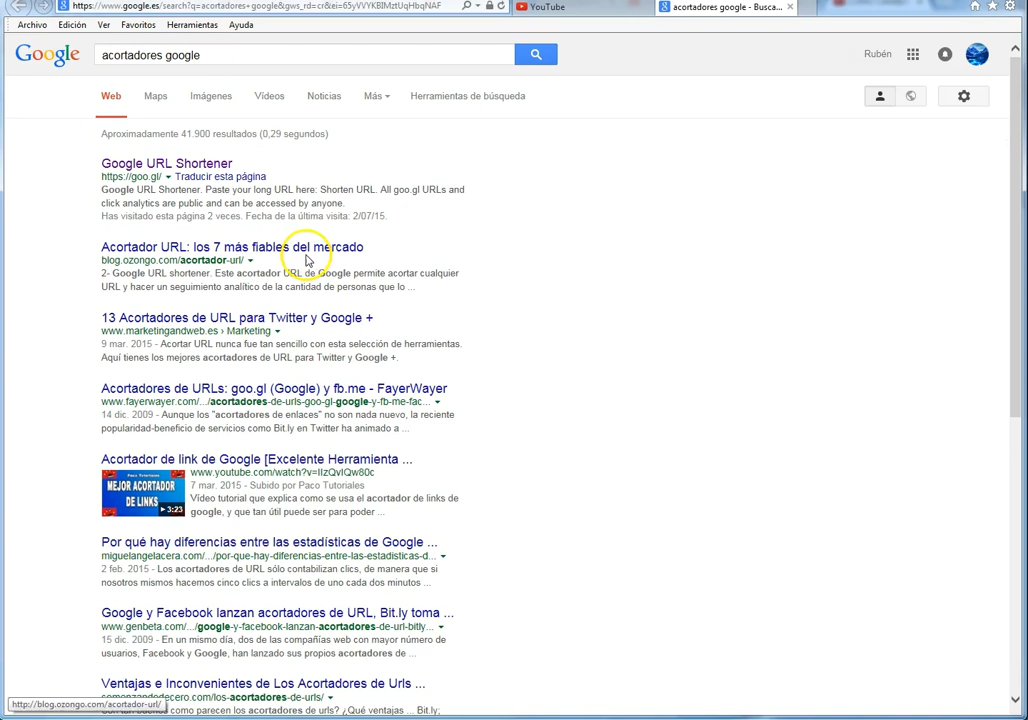 https://www.google.es/search?q=acortadores+google&gws_rd=cr&ei=65yVVYKBIMztUqHbqNAF
YouTube
acortadores google - Busca...
Archivo Edición Ver Favoritos Herramientas Ayuda
Google
acortadores google
Rubén
Web Maps Imágenes Vídeos Noticias Más Herramientas de búsqueda
Aproximadamente 41.900 resultados (0,29 segundos)
Google URL Shortener
https://goo.gl/ Traducir esta página
Google URL Shortener. Paste your long URL here: Shorten URL. All goo.gl URLs and
click analytics are public and can be accessed by anyone.
Has visitado esta página 2 veces. Fecha de la última visita: 2/07/15.
Acortador URL: los 7 más fiables del mercado
blog.ozongo.com/acortador-url/
2- Google URL shortener. Este acortador URL de Google permite acortar cualquier
URL y hacer un seguimiento analítico de la cantidad de personas que lo ...
13 Acortadores de URL para Twitter y Google +
www.marketingandweb.es › Marketing
9 mar. 2015 - Acortar URL nunca fue tan sencillo con esta selección de herramientas.
Aquí tienes los mejores acortadores de URL para Twitter y Google +.
Acortadores de URLs: goo.gl (Google) y fb.me - FayerWayer
www.fayerwayer.com/.../acortadores-de-urls-goo-gl-google-y-fb-me-fac...
14 dic. 2009 - Aunque los "acortadores de enlaces" no son nada nuevo, la reciente
popularidad-beneficio de servicios como Bit.ly en Twitter ha animado a ...
Acortador de link de Google [Excelente Herramienta ...
MEJOR ACORTADOR
DE LINKS
3:23
www.youtube.com/watch?v=IIzQvIQw80c
7 mar. 2015 - Subido por Paco Tutoriales
Vídeo tutorial que explica como se usa el acortador de links de
google, y que tan útil puede ser para poder ...
Por qué hay diferencias entre las estadísticas de Google ...
miguelangelacera.com/.../por-que-hay-diferencias-entre-las-estadisticas-d...
2 feb. 2015 - Los acortadores de URL sólo contabilizan clics, de manera que si
nosotros mismos hacemos cinco clics a intervalos de uno cada dos minutos ...
Google y Facebook lanzan acortadores de URL, Bit.ly toma ...
www.genbeta.com/.../google-y-facebook-lanzan-acortadores-de-url-bitly...
15 dic. 2009 - En un mismo día, dos de las compañías web con mayor número de
usuarios, Facebook y Google, han lanzado sus propios acortadores de ...
Ventajas e Inconvenientes de Los Acortadores de Urls ...
comenzandodecero.com/los-acortadores-de-urls/
Con tan buenos como parecen los acortadores de urls? ¿Qué ventajas ... Bit.ly;
http://blog.ozongo.com/acortador-url/